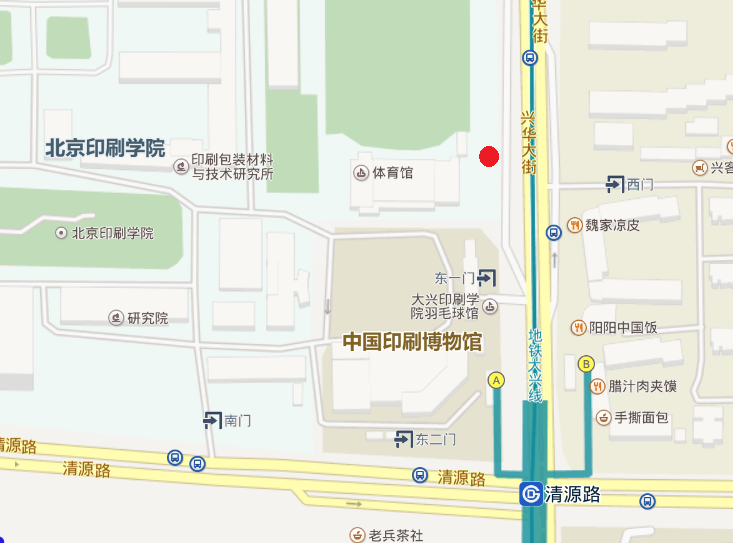 华大街
兴华大街
北京印刷学院
印刷包装材料
与技术研究所
体育馆
兴客
西门
北京印刷学院
魏家凉皮
东一门
大兴印刷学
院羽毛球馆
研究院
中国印刷博物馆
地铁大兴线
阳阳中国饭
A
B
腊汁肉夹馍
手撕面包
南门
东二门
清源路
清源路
清源路
清源路
老兵茶社